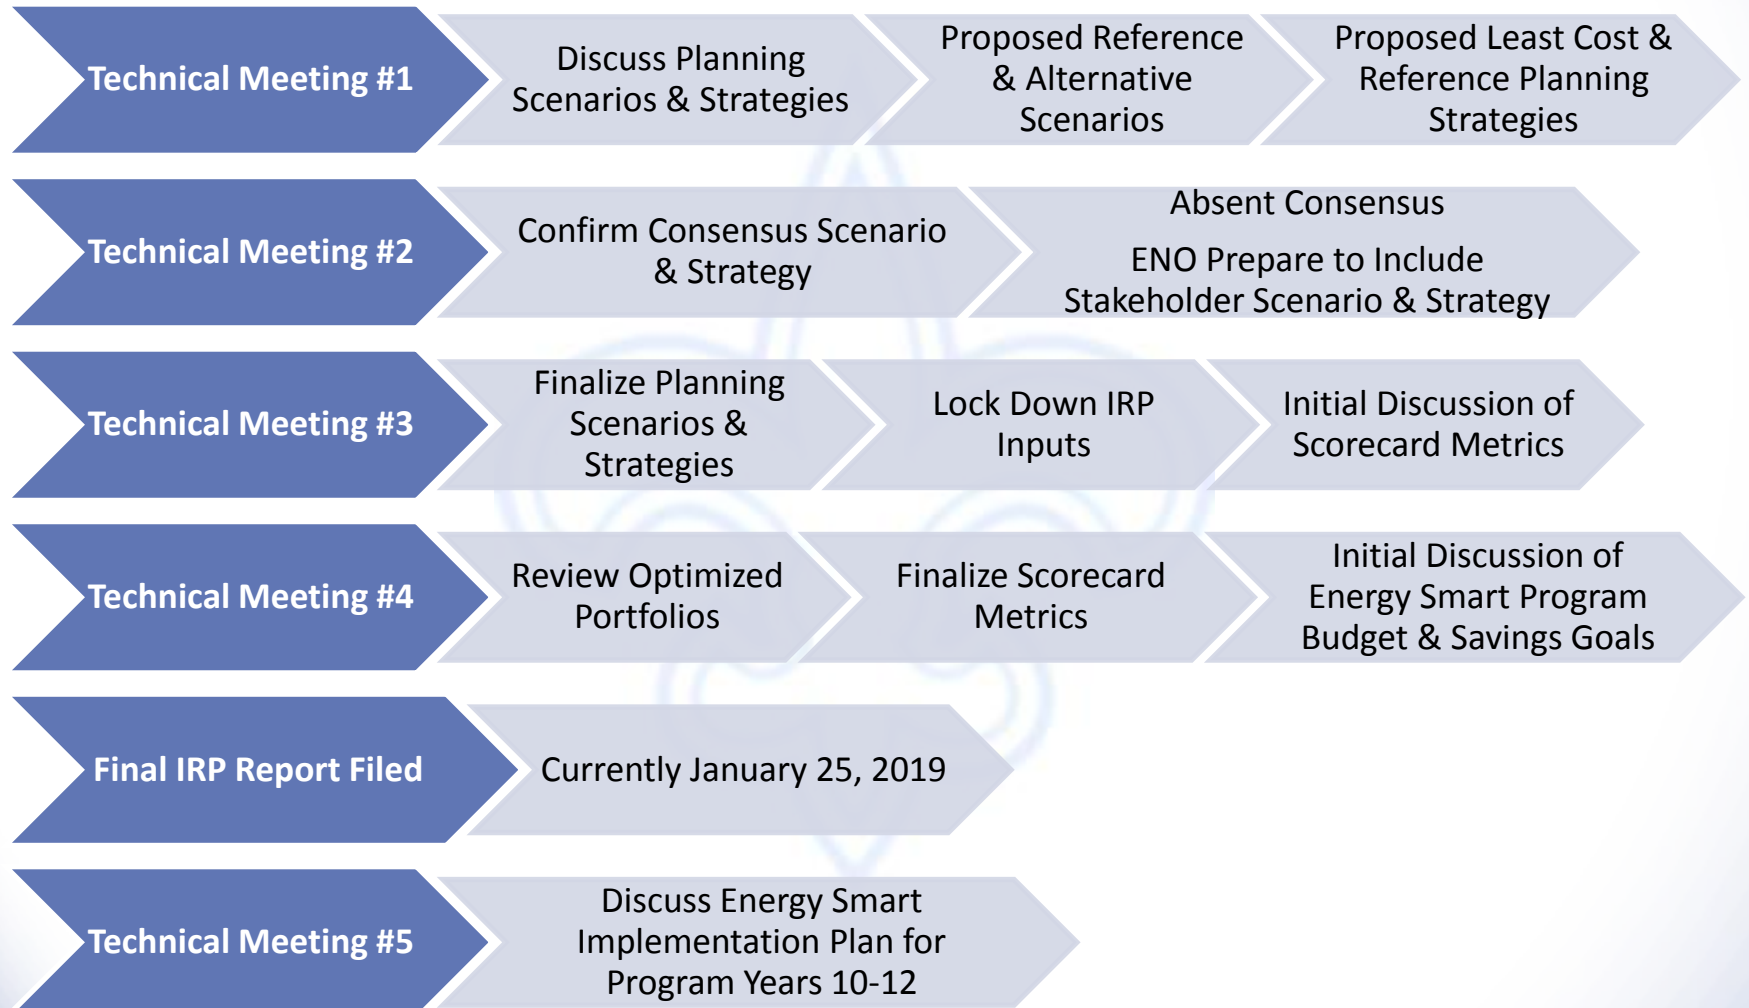 Technical Meeting #1
Discuss Planning
Scenarios & Strategies
Proposed Reference
& Alternative
Scenarios
Proposed Least Cost &
Reference Planning
Strategies
Technical Meeting #2
Confirm Consensus Scenario
& Strategy
Absent Consensus
ENO Prepare to Include
Stakeholder Scenario & Strategy
Technical Meeting #3
Finalize Planning
Scenarios &
Strategies
Lock Down IRP
Inputs
Initial Discussion of
Scorecard Metrics
Technical Meeting #4
Review Optimized
Portfolios
Finalize Scorecard
Metrics
Initial Discussion of
Energy Smart Program
Budget & Savings Goals
Final IRP Report Filed
Currently January 25, 2019
Technical Meeting #5
Discuss Energy Smart
Implementation Plan for
Program Years 10-12